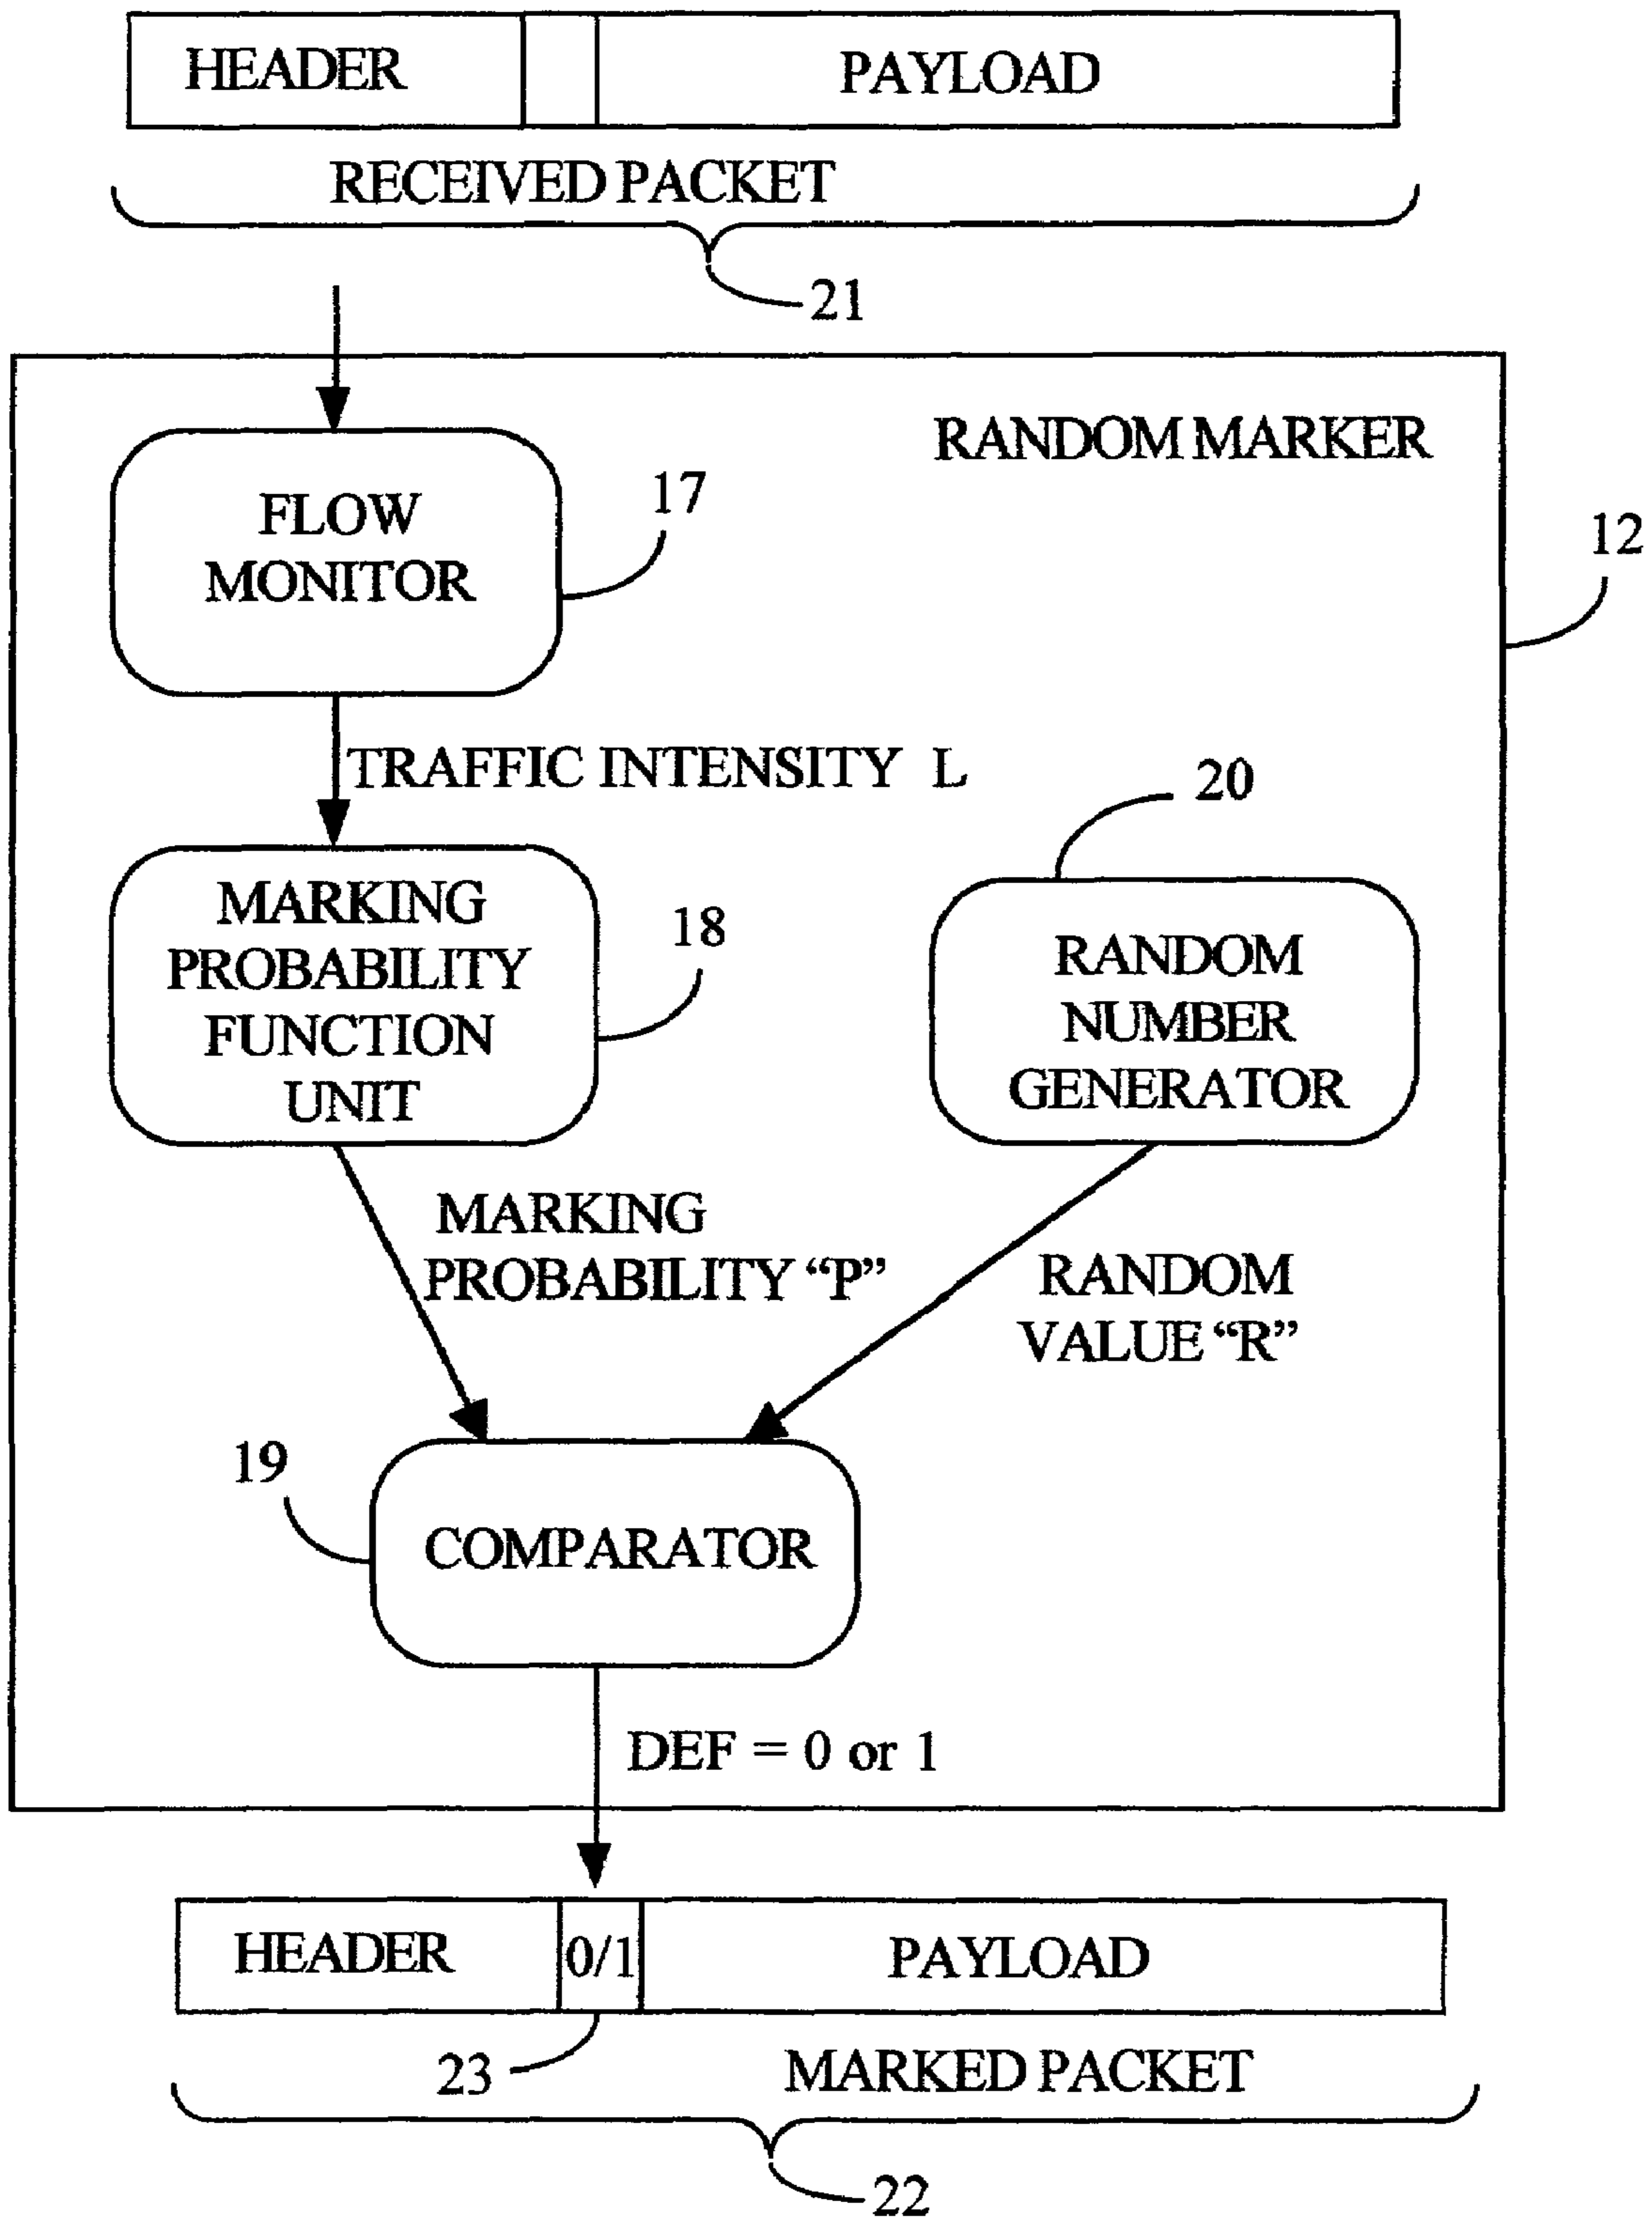 HEADER
PAYLOAD
RECEIVED PACKET
21
RANDOM MARKER
12
FLOW
MONITOR
17
TRAFFIC INTENSITY L
20
MARKING
PROBABILITY
FUNCTION
UNIT
18
RANDOM
NUMBER
GENERATOR
MARKING
PROBABILITY “P”
RANDOM
VALUE “R”
19
COMPARATOR
DEF = 0 or 1
HEADER
0/1
PAYLOAD
23
MARKED PACKET
22